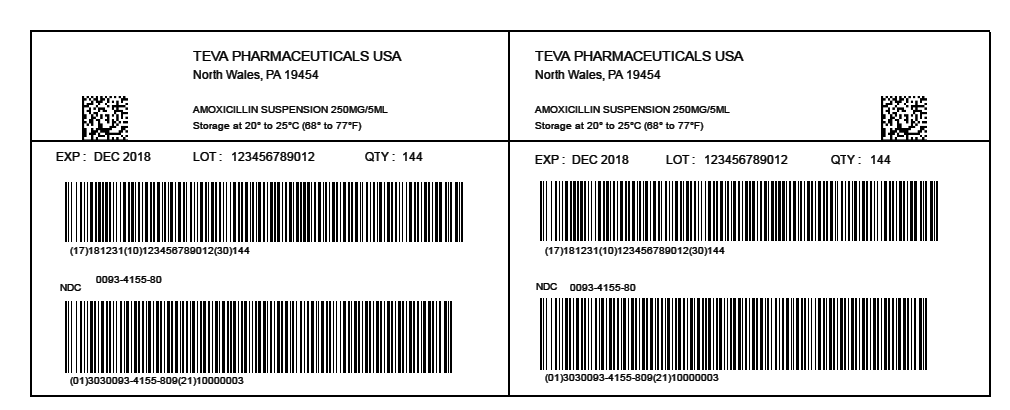 TEVA PHARMACEUTICALS USA
North Wales, PA 19454
AMOXICILLIN SUSPENSION 250MG/5ML
Storage at 20° to 25°C (68° to 77°F)
EXP : DEC 2018 LOT : 123456789012 QTY : 144
(17)181231(10)123456789012(30)144
NDC 0093-4155-80
(01)3030093-4155-809(21)10000003
TEVA PHARMACEUTICALS USA
North Wales, PA 19454
AMOXICILLIN SUSPENSION 250MG/5ML
Storage at 20° to 25°C (68° to 77°F)
EXP : DEC 2018 LOT : 123456789012 QTY : 144
(17)181231(10)123456789012(30)144
NDC 0093-4155-80
(01)3030093-4155-809(21)10000003